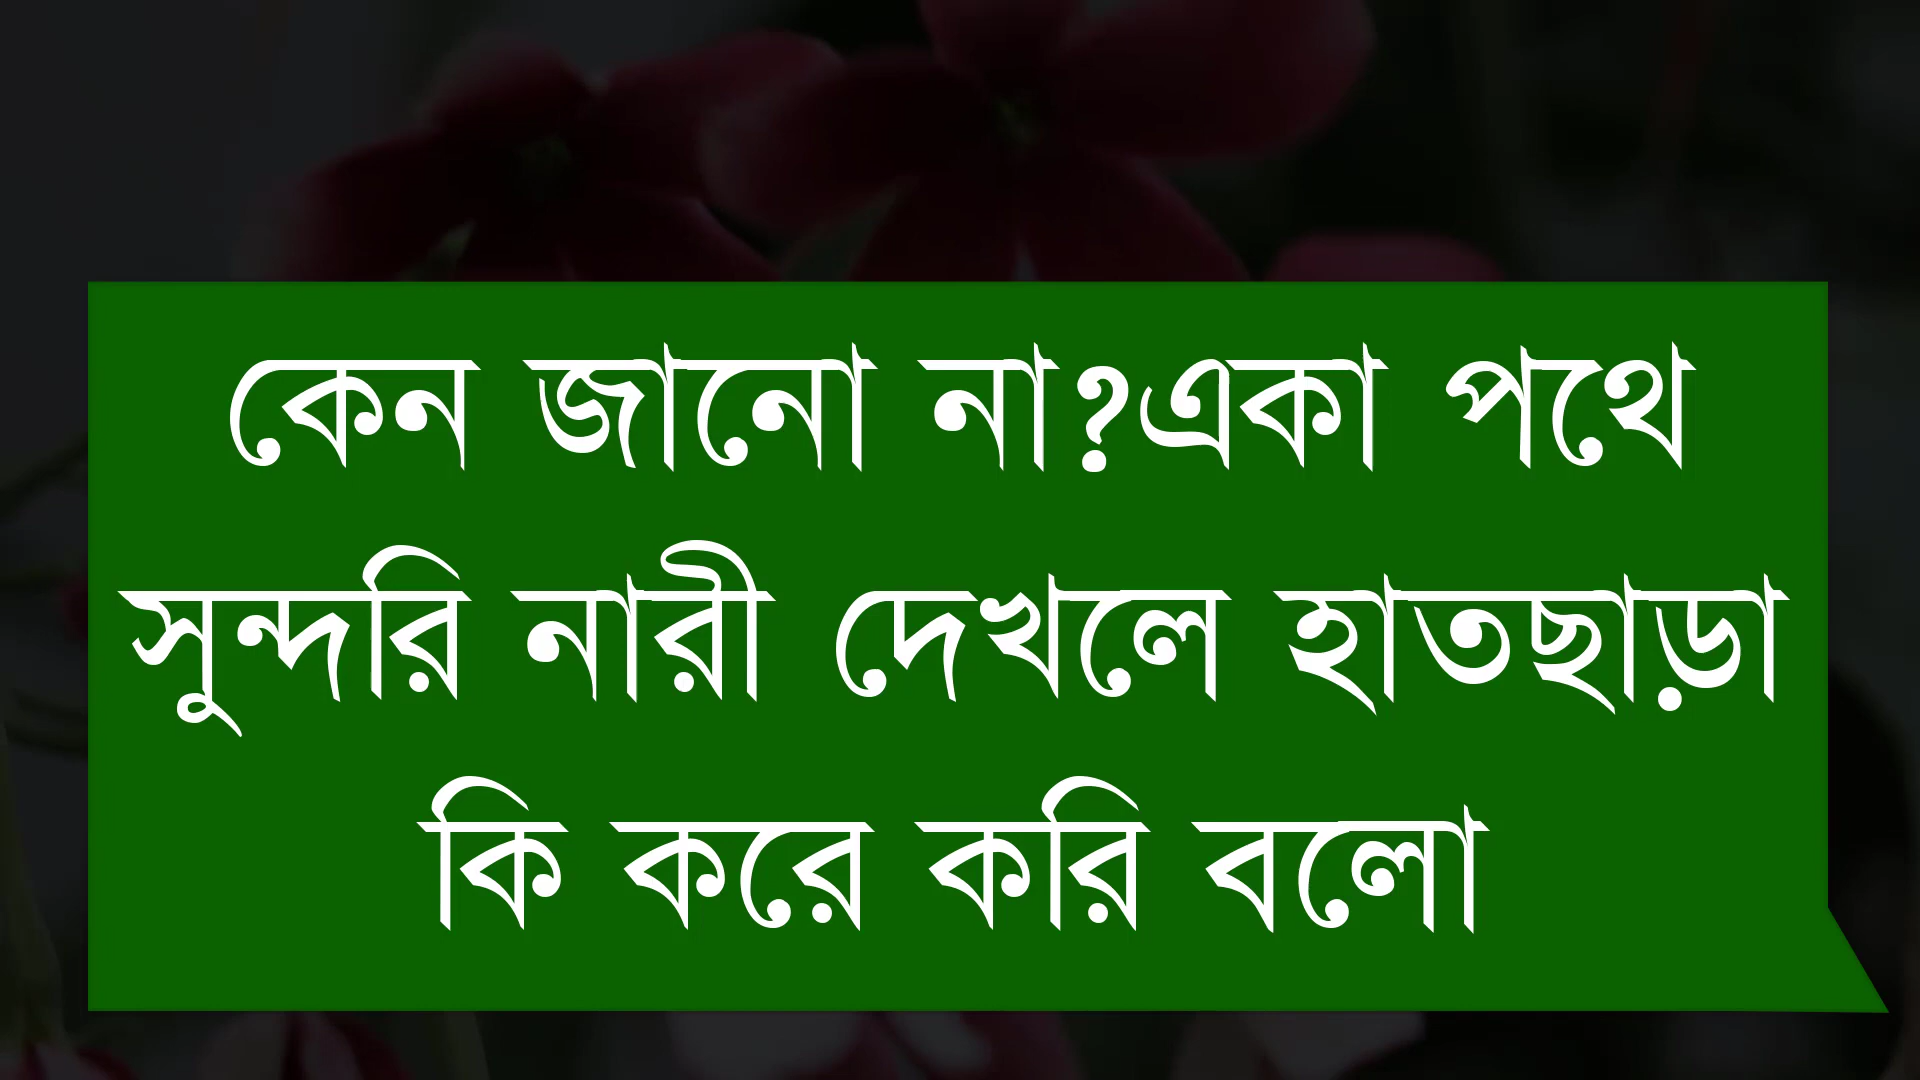 কেন জানো না?একা পথে
সুন্দরি নারী দেখলে হাতছাড়া
কি করে করি বলো